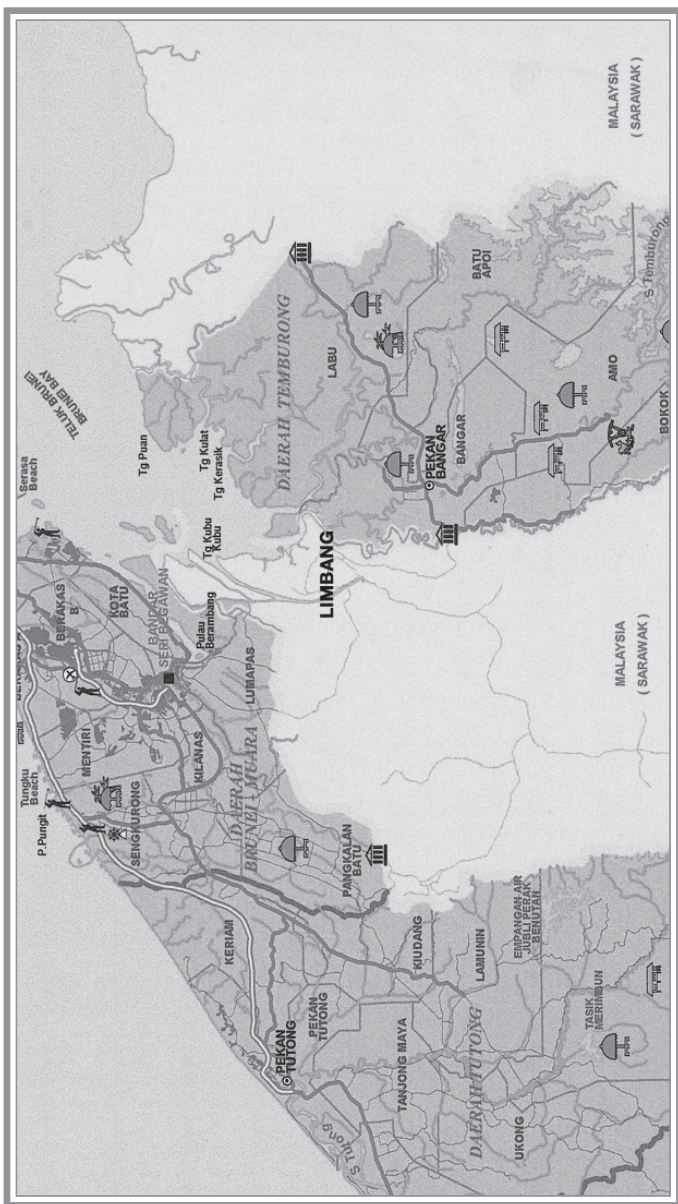 Tungku
Beach
P.Pungit
Serasa
Beach
TELUK BRUNEI
BRUNEI BAY
MENTIRI
BERAKAS
B
SENGKURONG
KOTA
BATU
Tg Puan
BANDAR
SERI BEGAWAN
KILANAS
Pulau
Berambang
Tg Kubu
Kubu
Tg Kulat
Tg Kerasik
KERIAM
DAERAH
BRUNEI - MUARA
LUMAPAS
DAERAH TEMBURONG
PEKAN
TUTONG
PEKAN
TUTONG
S Tutong
PANGKALAN
BATU
LIMBANG
LABU
TANJONG MAYA
KIUDANG
PEKAN
BANGAR
BANGAR
DAERAH TUTONG
LAMUNIN
BATU
APOI
UKONG
EMPANGAN AIR
JUBLI PERAK
BENUTAN
TASIK
MERIMBUN
MALAYSIA
( SARAWAK )
AMO
BOKOK
S Temburong
MALAYSIA
( SARAWAK )